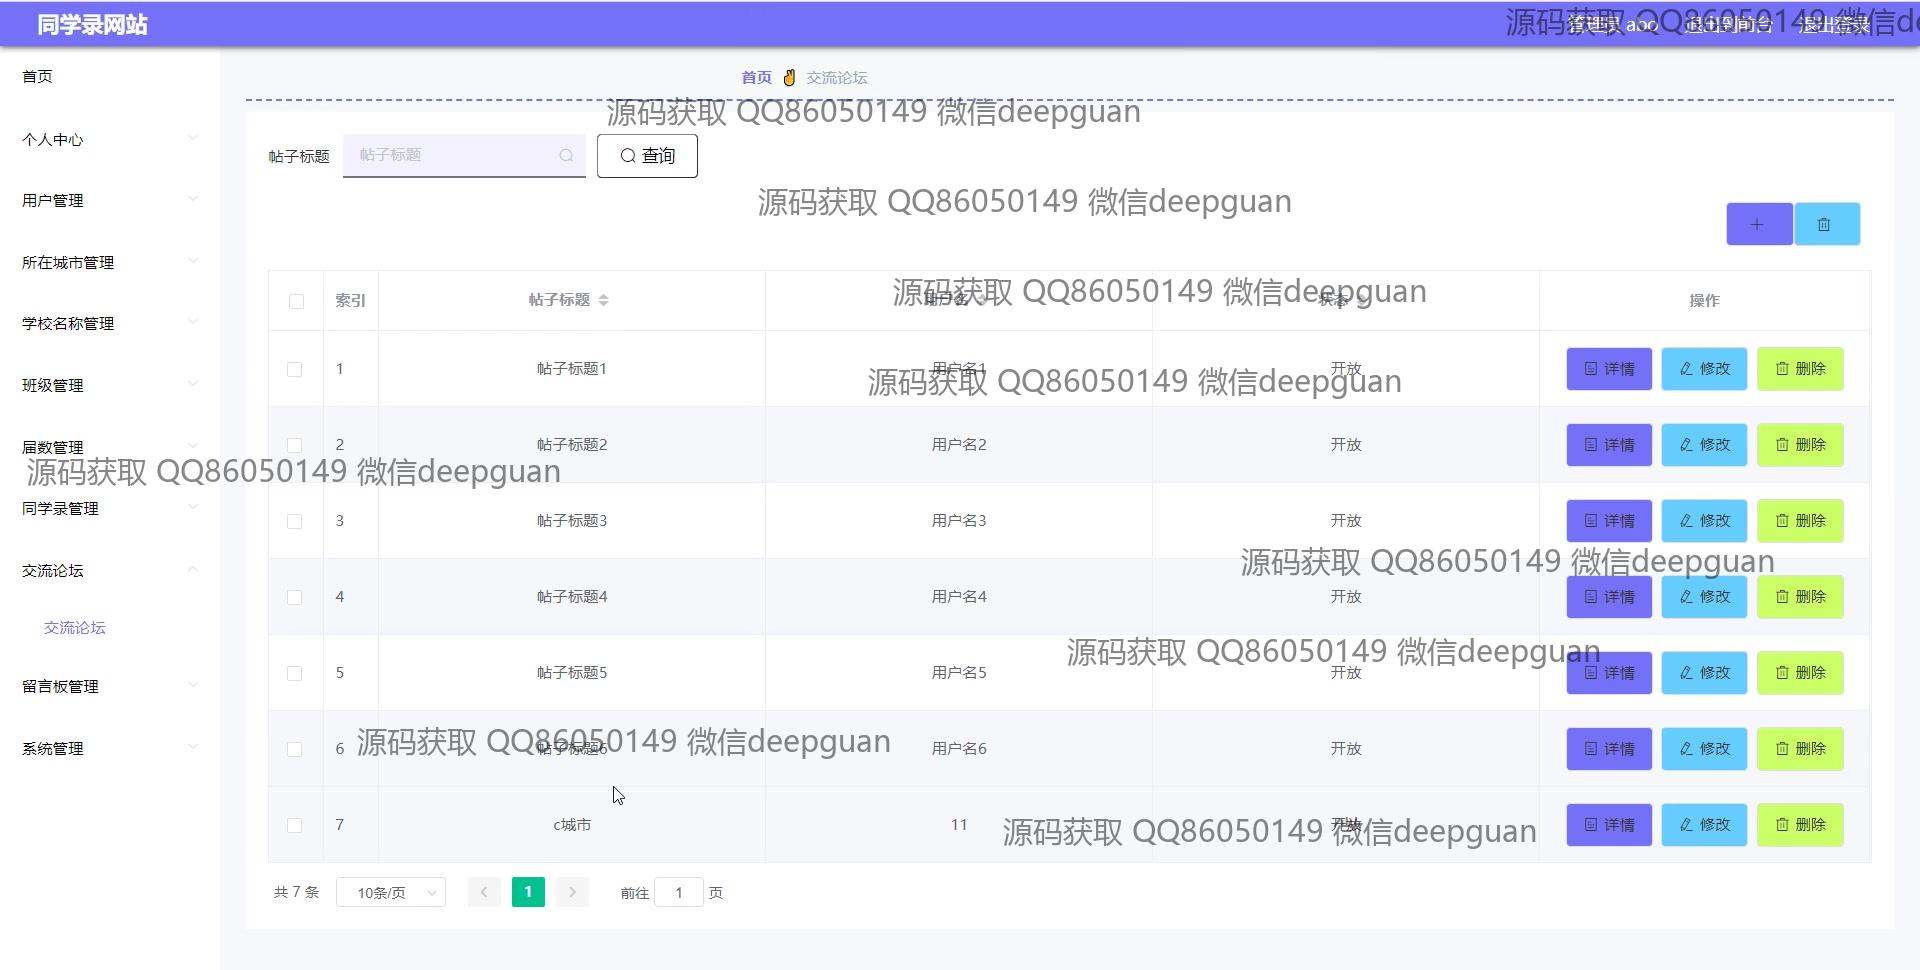 同学录网站
管理员 abo 退出到前台 退出登录
源码获取 QQ86050149 微信de
首页
个人中心
用户管理
所在城市管理
学校名称管理
班级管理
届数管理
同学录管理
交流论坛
交流论坛
留言板管理
系统管理
首页 ✌ 交流论坛
源码获取 QQ86050149 微信deepguan
帖子标题 帖子标题 查询
源码获取 QQ86050149 微信deepguan
索引 帖子标题 用户名 状态 操作
源码获取 QQ86050149 微信deepguan
1 帖子标题1 用户名1 开放 详情 修改 删除
源码获取 QQ86050149 微信deepguan
2 帖子标题2 用户名2 开放 详情 修改 删除
源码获取 QQ86050149 微信deepguan
3 帖子标题3 用户名3 开放 详情 修改 删除
源码获取 QQ86050149 微信deepguan
4 帖子标题4 用户名4 开放 详情 修改 删除
源码获取 QQ86050149 微信deepguan
5 帖子标题5 用户名5 开放 详情 修改 删除
源码获取 QQ86050149 微信deepguan
6 帖子标题6 用户名6 开放 详情 修改 删除
7 c城市 11 开放 详情 修改 删除
源码获取 QQ86050149 微信deepguan
共 7 条 10条/页 1 前往 1 页